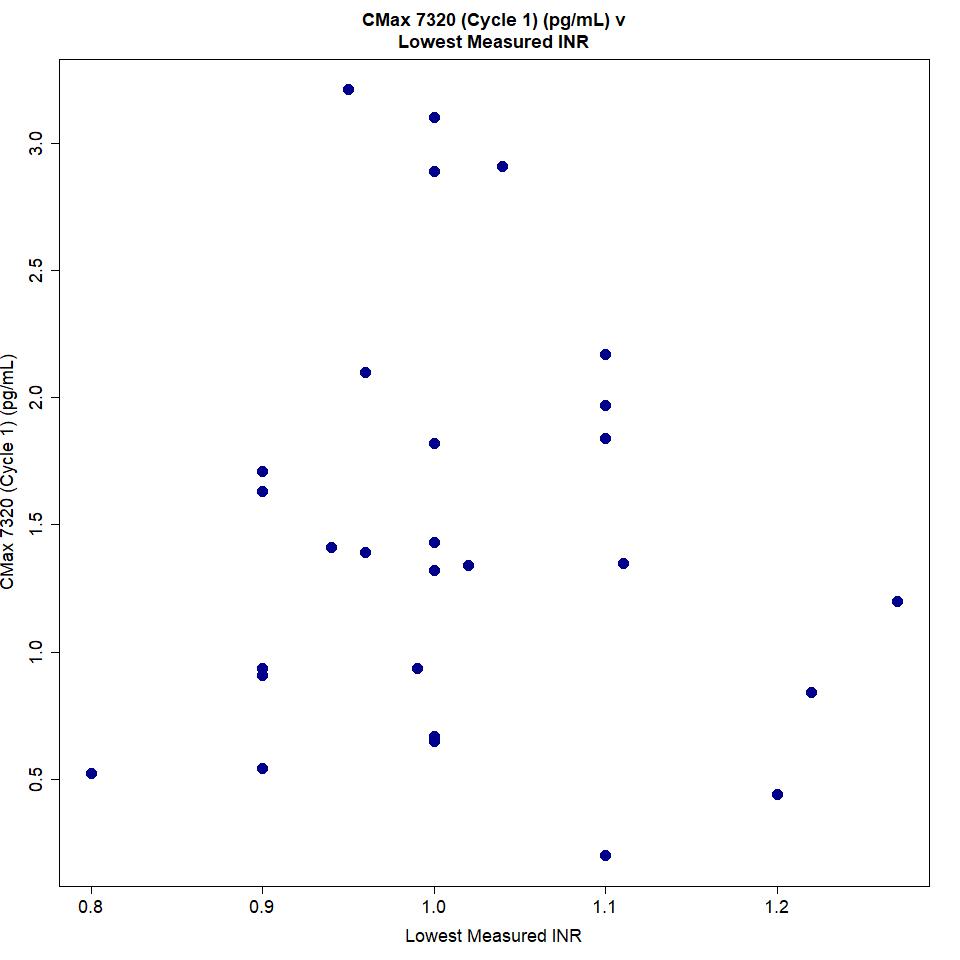 CMax 7320 (Cycle 1) (pg/mL) v
Lowest Measured INR
CMax 7320 (Cycle 1) (pg/mL)
3.0
2.5
2.0
1.5
1.0
0.5
0.8
0.9
1.0
1.1
1.2
Lowest Measured INR